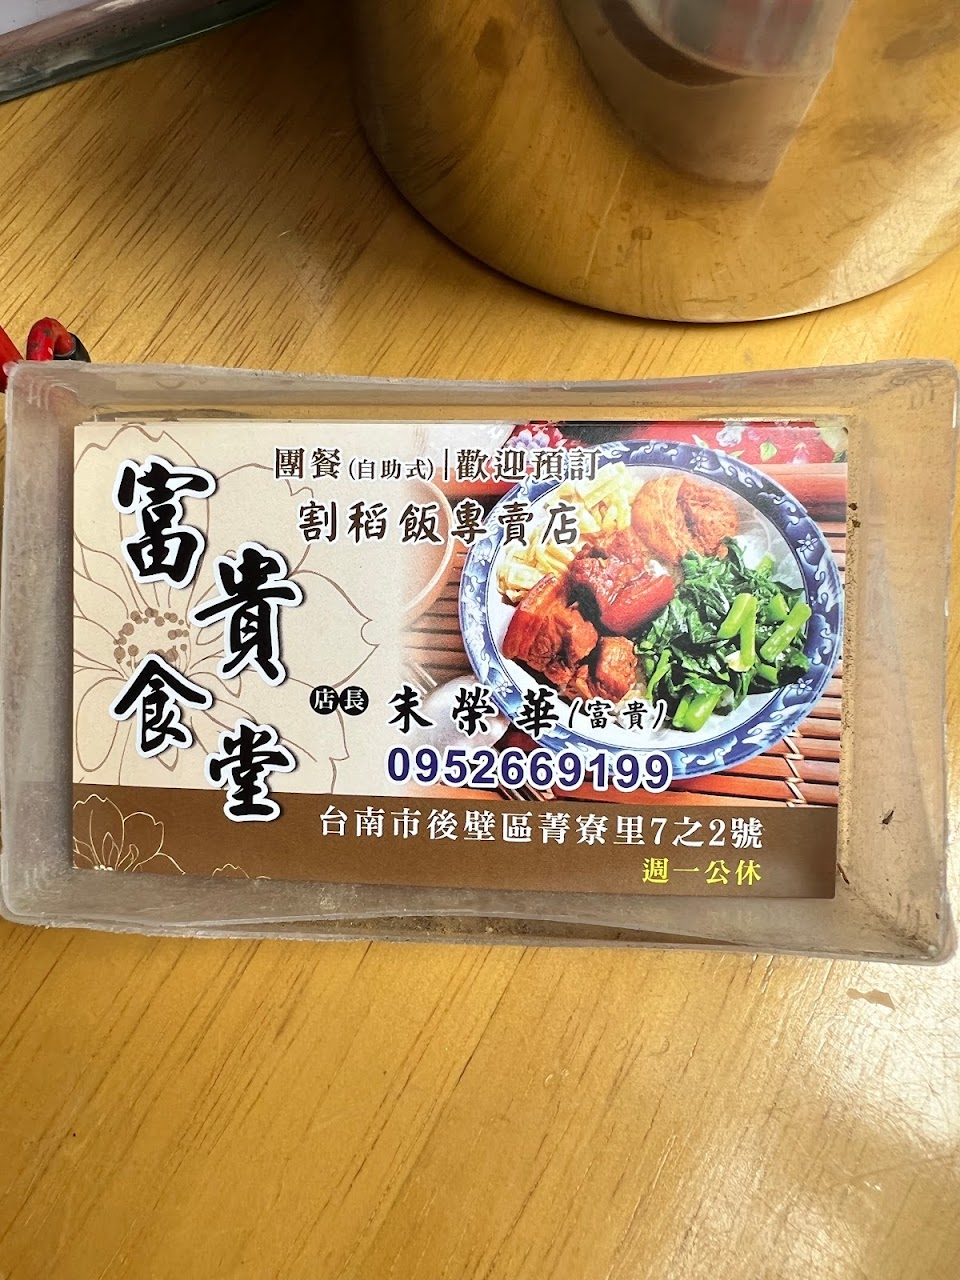 富貴食堂
團餐(自助式)|歡迎預訂
割稻飯專賣店
店長 末榮華(富貴)
0952669199
台南市後壁區菁寮里7之2號
週一公休